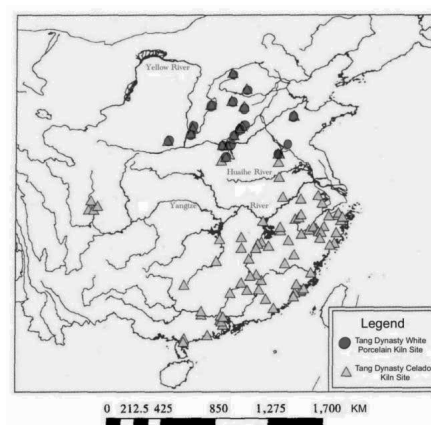 Yellow River
Huaihe River
Yangtze River
Legend
Tang Dynasty White
Porcelain Kiln Site
Tang Dynasty Celadon
Kiln Site
0 212.5 425 850 1,275 1,700 KM